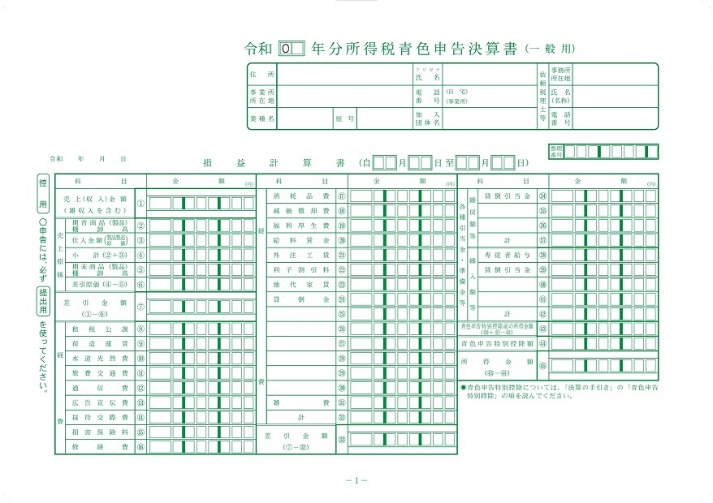 令和 0 年分所得税青色申告決算書(一般用)
住所
フリガナ
氏名
事業所所在地
電話番号
(自宅)
(事業所)
業種名
屋号
加入団体名
依頼税理士等
事務所所在地
氏名(名称)
電話番号
整理番号
令和 年 月 日
損益計算書(自 月 日至 月 日)
控用
〇申告には、必ず提出用を使ってください。
科目 金額 (円)
売上(収入)金額(雑収入を含む) ①
売上原価
期首商品(製品)棚卸高 ②
仕入金額(製品製造原価) ③
小計(②+③) ④
期末商品(製品)棚卸高 ⑤
差引原価(④-⑤) ⑥
差引金額(①-⑥) ⑦
経費
租税公課 ⑧
荷造運賃 ⑨
水道光熱費 ⑩
旅費交通費 ⑪
通信費 ⑫
広告宣伝費 ⑬
接待交際費 ⑭
損害保険料 ⑮
修繕費 ⑯
科目 金額 (円)
経費
消耗品費 ⑰
減価償却費 ⑱
福利厚生費 ⑲
給料賃金 ⑳
外注工賃 ㉑
利子割引料 ㉒
地代家賃 ㉓
貸倒金 ㉔
㉕
㉖
㉗
㉘
㉙
㉚
雑費 ㉛
計 ㉜
差引金額(⑦-㉜) ㉝
科目 金額 (円)
各種引当金・準備金等
繰戻額等
貸倒引当金 ㉞
㉟
㊱
計 ㊲
繰入額等
専従者給与 ㊳
貸倒引当金 ㊴
㊵
㊶
計 ㊷
青色申告特別控除前の所得金額(㉝+㊲-㊷) ㊸
青色申告特別控除額 ㊹
所得金額(㊸-㊹) ㊺
●青色申告特別控除については、「決算の手引き」の「青色申告特別控除」の項を読んでください。
-1-